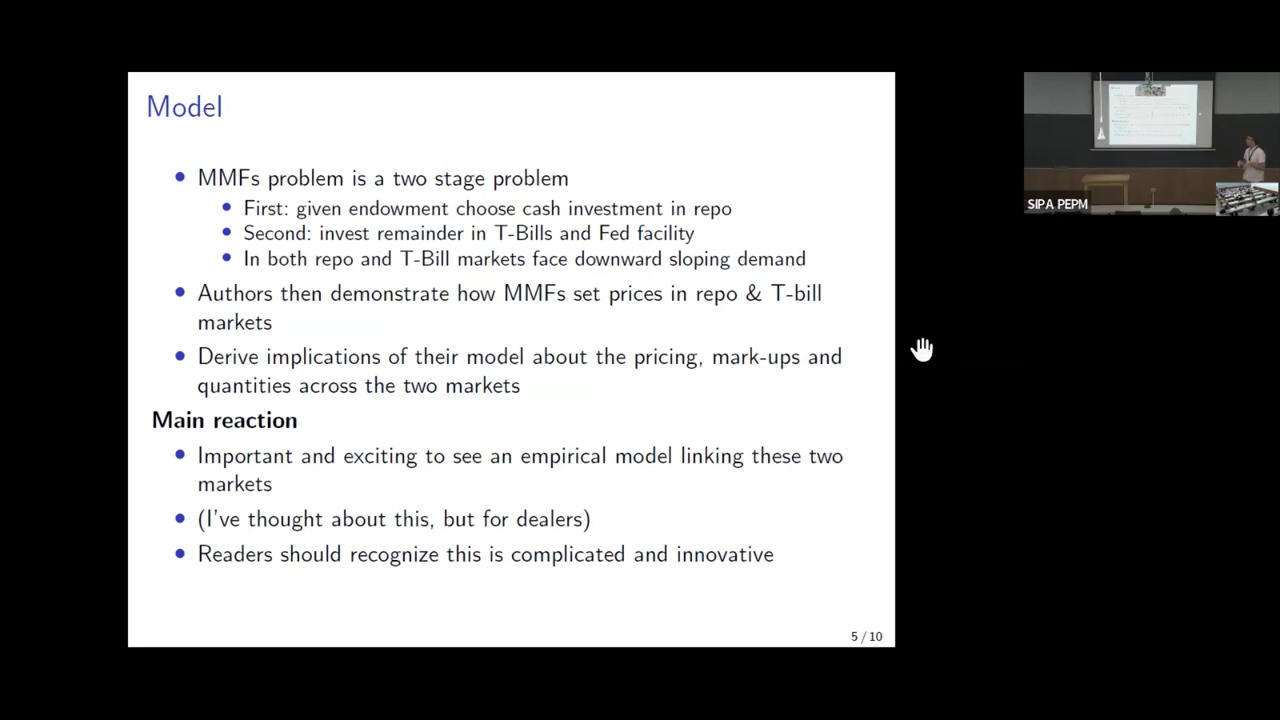 Model
MMFs problem is a two stage problem
First: given endowment choose cash investment in repo
Second: invest remainder in T-Bills and Fed facility
In both repo and T-Bill markets face downward sloping demand
Authors then demonstrate how MMFs set prices in repo & T-bill
markets
Derive implications of their model about the pricing, mark-ups and
quantities across the two markets
Main reaction
Important and exciting to see an empirical model linking these two
markets
(I've thought about this, but for dealers)
Readers should recognize this is complicated and innovative
5 / 10
SIPA PEPM